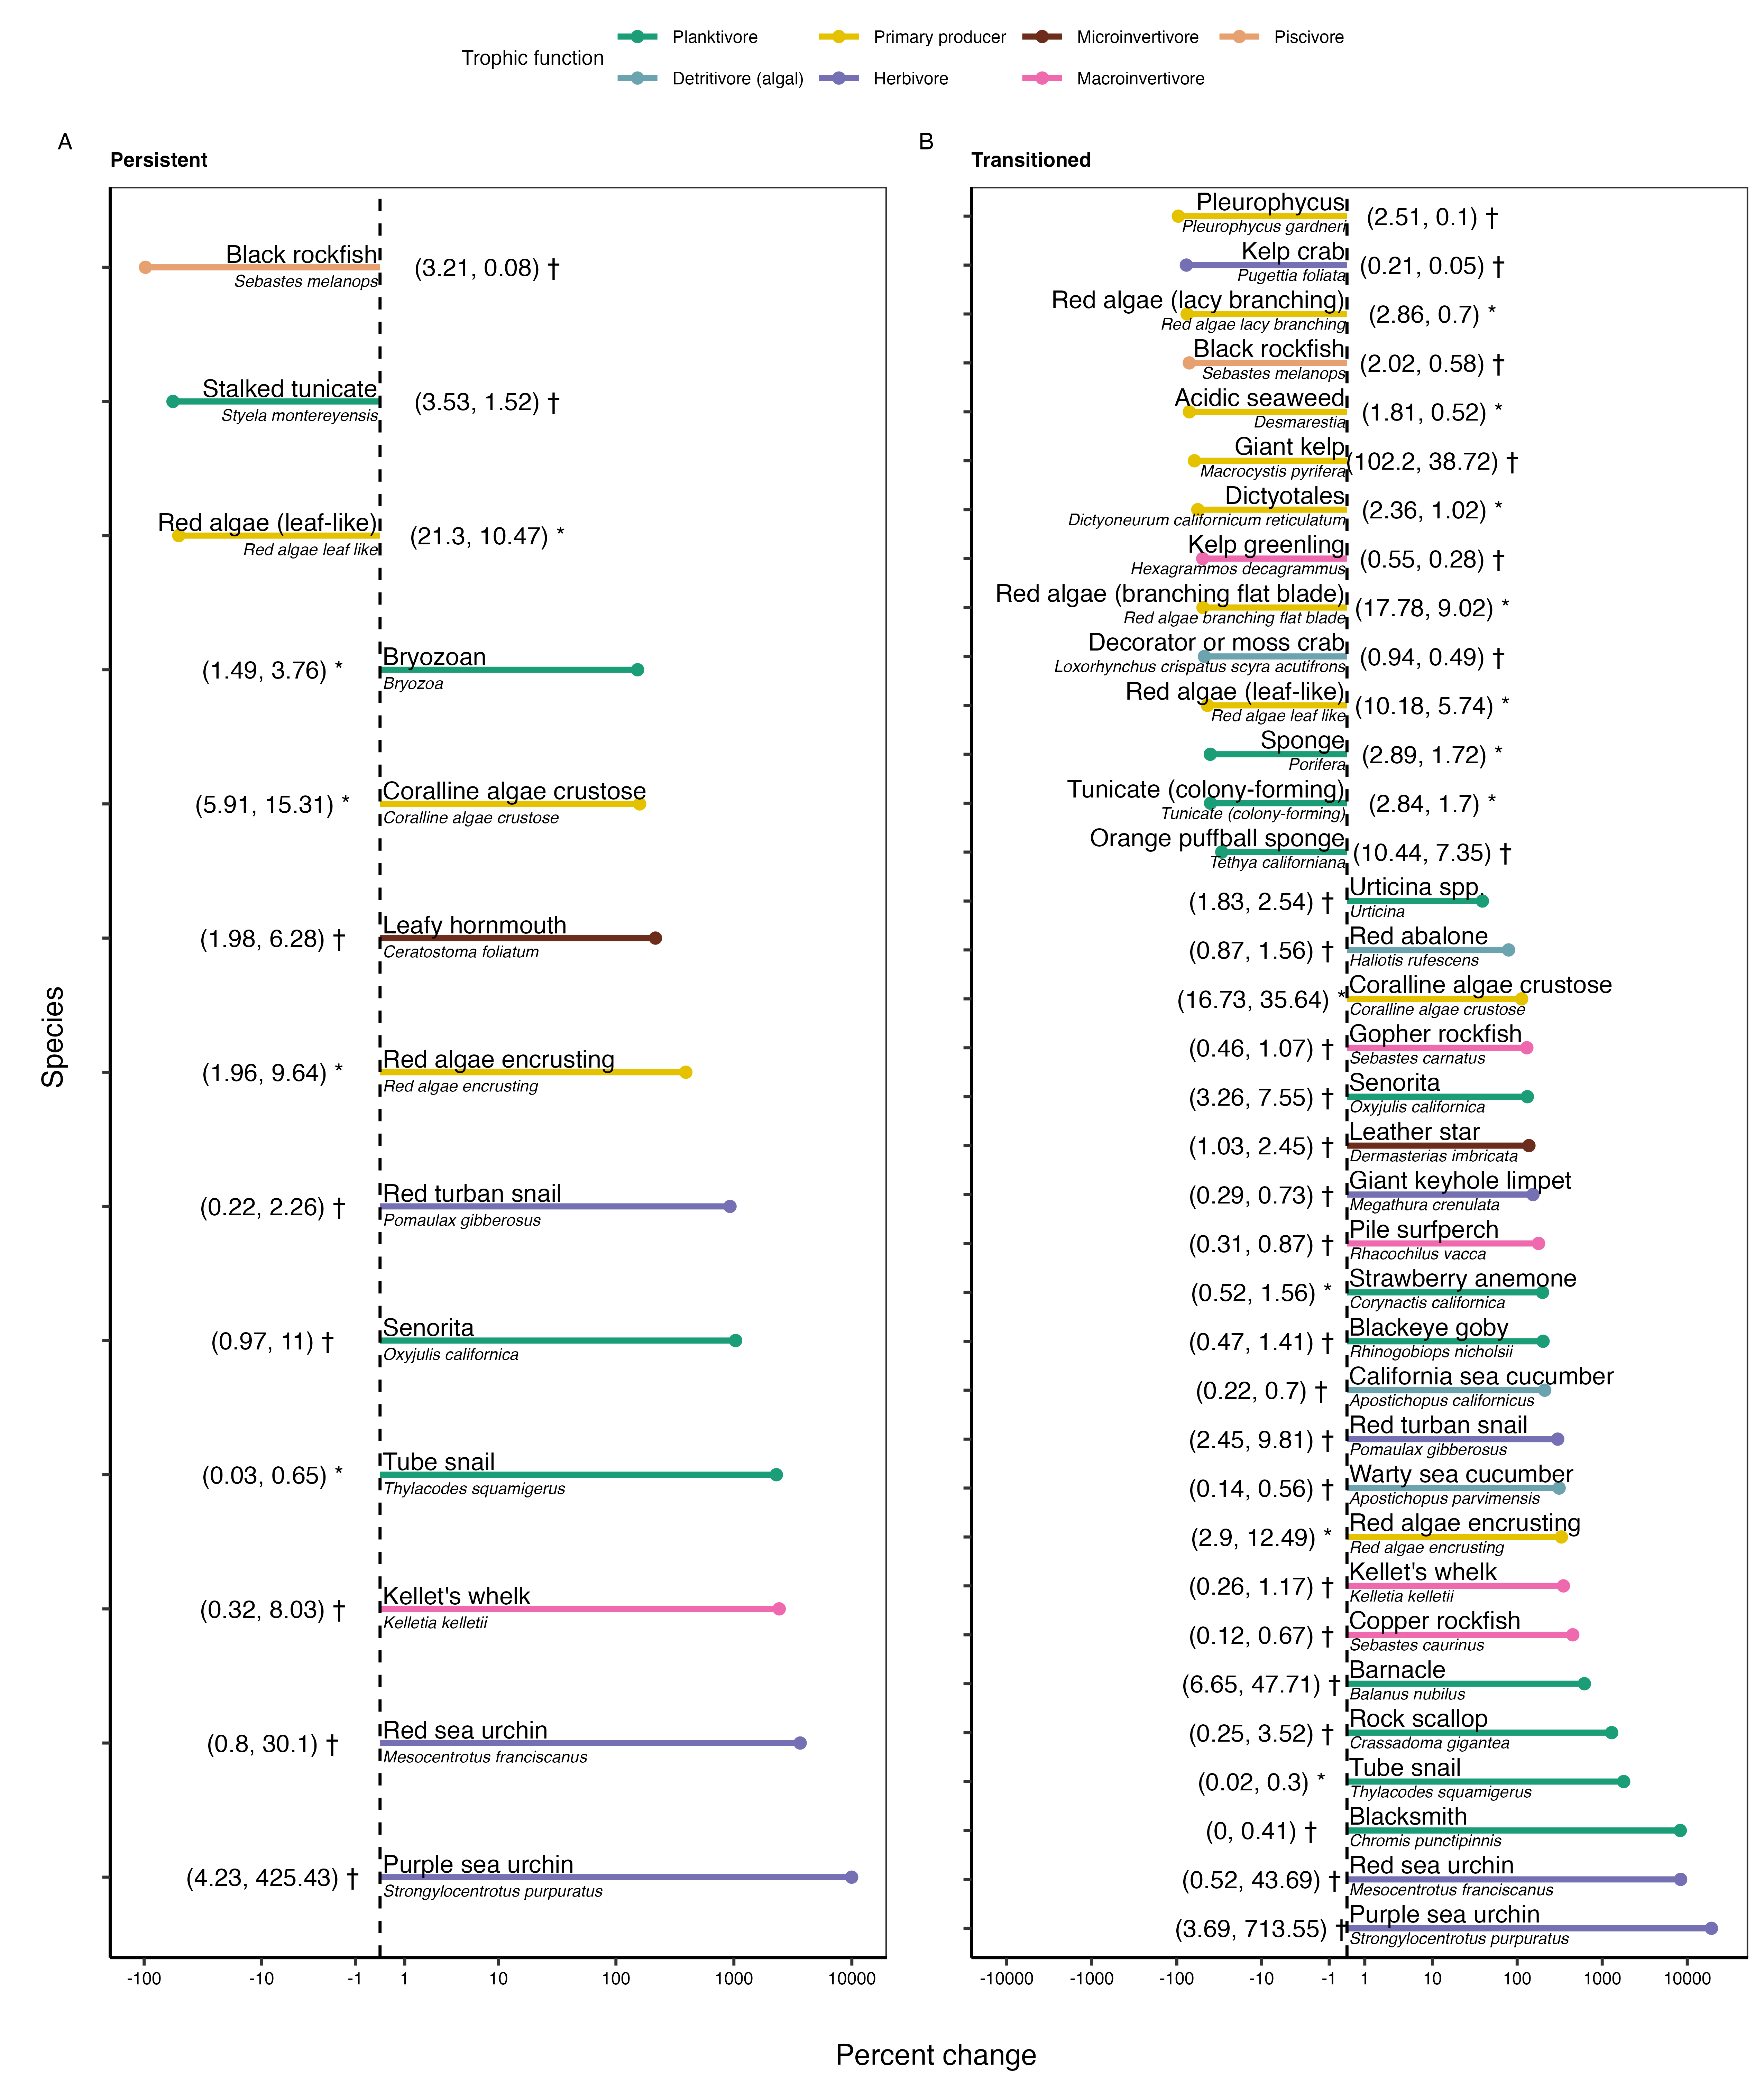 Trophic function
Planktivore
Primary producer
Microinvertivore
Piscivore
Detritivore (algal)
Herbivore
Macroinvertivore
A
Persistent
Black rockfish
Sebastes melanops
(3.21, 0.08) †
Stalked tunicate
Styela montereyensis
(3.53, 1.52) †
Red algae (leaf-like)
Red algae leaf like
(21.3, 10.47) *
(1.49, 3.76) *
Bryozoan
Bryozoa
(5.91, 15.31) *
Coralline algae crustose
Coralline algae crustose
(1.98, 6.28) †
Leafy hornmouth
Ceratostoma foliatum
(1.96, 9.64) *
Red algae encrusting
Red algae encrusting
(0.22, 2.26) †
Red turban snail
Pomaulax gibberosus
(0.97, 11) †
Senorita
Oxyjulis californica
(0.03, 0.65) *
Tube snail
Thylacodes squamigerus
(0.32, 8.03) †
Kellet's whelk
Kelletia kelletii
(0.8, 30.1) †
Red sea urchin
Mesocentrotus franciscanus
(4.23, 425.43) †
Purple sea urchin
Strongylocentrotus purpuratus
-100 -10 -1 1 10 100 1000 10000
B
Transitioned
Pleurophycus
Pleurophycus gardneri
(2.51, 0.1) †
Kelp crab
Pugettia foliata
(0.21, 0.05) †
Red algae (lacy branching)
Red algae lacy branching
(2.86, 0.7) *
Black rockfish
Sebastes melanops
(2.02, 0.58) †
Acidic seaweed
Desmarestia
(1.81, 0.52) *
Giant kelp
Macrocystis pyrifera
(102.2, 38.72) †
Dictyotales
Dictyoneurum californicum reticulatum
(2.36, 1.02) *
Kelp greenling
Hexagrammos decagrammus
(0.55, 0.28) †
Red algae (branching flat blade)
Red algae branching flat blade
(17.78, 9.02) *
Decorator or moss crab
Loxorhynchus crispatus scyra acutifrons
(0.94, 0.49) †
Red algae (leaf-like)
Red algae leaf like
(10.18, 5.74) *
Sponge
Porifera
(2.89, 1.72) *
Tunicate (colony-forming)
Tunicate (colony-forming)
(2.84, 1.7) *
Orange puffball sponge
Tethya californiana
(10.44, 7.35) †
(1.83, 2.54) †
Urticina spp.
Urticina
(0.87, 1.56) †
Red abalone
Haliotis rufescens
(16.73, 35.64) *
Coralline algae crustose
Coralline algae crustose
(0.46, 1.07) †
Gopher rockfish
Sebastes carnatus
(3.26, 7.55) †
Senorita
Oxyjulis californica
(1.03, 2.45) †
Leather star
Dermasterias imbricata
(0.29, 0.73) †
Giant keyhole limpet
Megathura crenulata
(0.31, 0.87) †
Pile surfperch
Rhacochilus vacca
(0.52, 1.56) *
Strawberry anemone
Corynactis californica
(0.47, 1.41) †
Blackeye goby
Rhinogobiops nicholsii
(0.22, 0.7) †
California sea cucumber
Apostichopus californicus
(2.45, 9.81) †
Red turban snail
Pomaulax gibberosus
(0.14, 0.56) †
Warty sea cucumber
Apostichopus parvimensis
(2.9, 12.49) *
Red algae encrusting
Red algae encrusting
(0.26, 1.17) †
Kellet's whelk
Kelletia kelletii
(0.12, 0.67) †
Copper rockfish
Sebastes caurinus
(6.65, 47.71) †
Barnacle
Balanus nubilus
(0.25, 3.52) †
Rock scallop
Crassadoma gigantea
(0.02, 0.3) *
Tube snail
Thylacodes squamigerus
(0, 0.41) †
Blacksmith
Chromis punctipinnis
(0.52, 43.69) †
Red sea urchin
Mesocentrotus franciscanus
(3.69, 713.55) †
Purple sea urchin
Strongylocentrotus purpuratus
-10000 -1000 -100 -10 -1 1 10 100 1000 10000
Species
Percent change